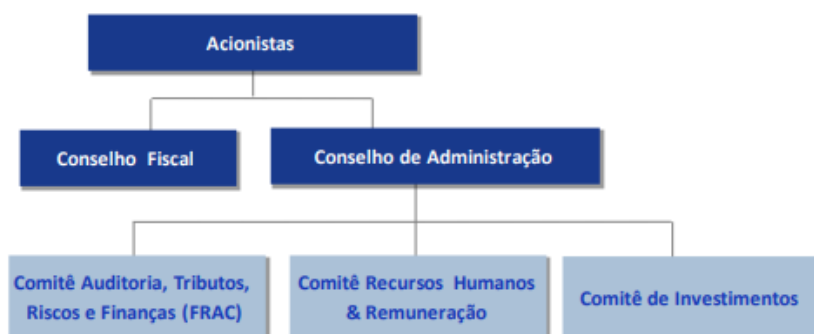 Acionistas
Conselho Fiscal
Conselho de Administração
Comitê Auditoria, Tributos,
Riscos e Finanças (FRAC)
Comitê Recursos Humanos
& Remuneração
Comitê de Investimentos